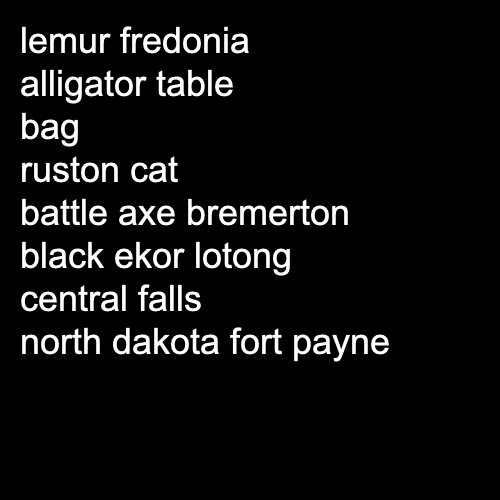 lemur fredonia
alligator table
bag
ruston cat
battle axe bremerton
black ekor lotong
central falls
north dakota fort payne